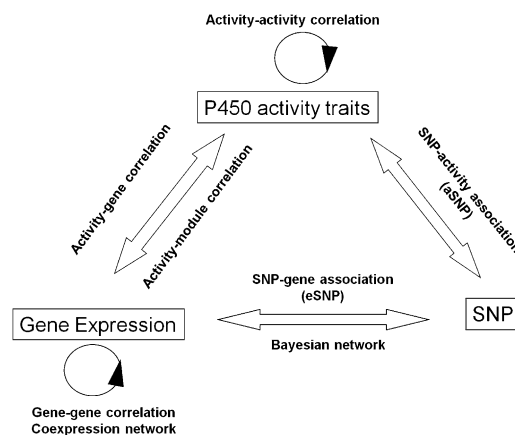 Activity-activity correlation
P450 activity traits
Activity-gene correlation
Activity-module correlation
SNP-activity association
(aSNP)
SNP-gene association
(eSNP)
Bayesian network
Gene Expression
SNP
Gene-gene correlation
Coexpression network